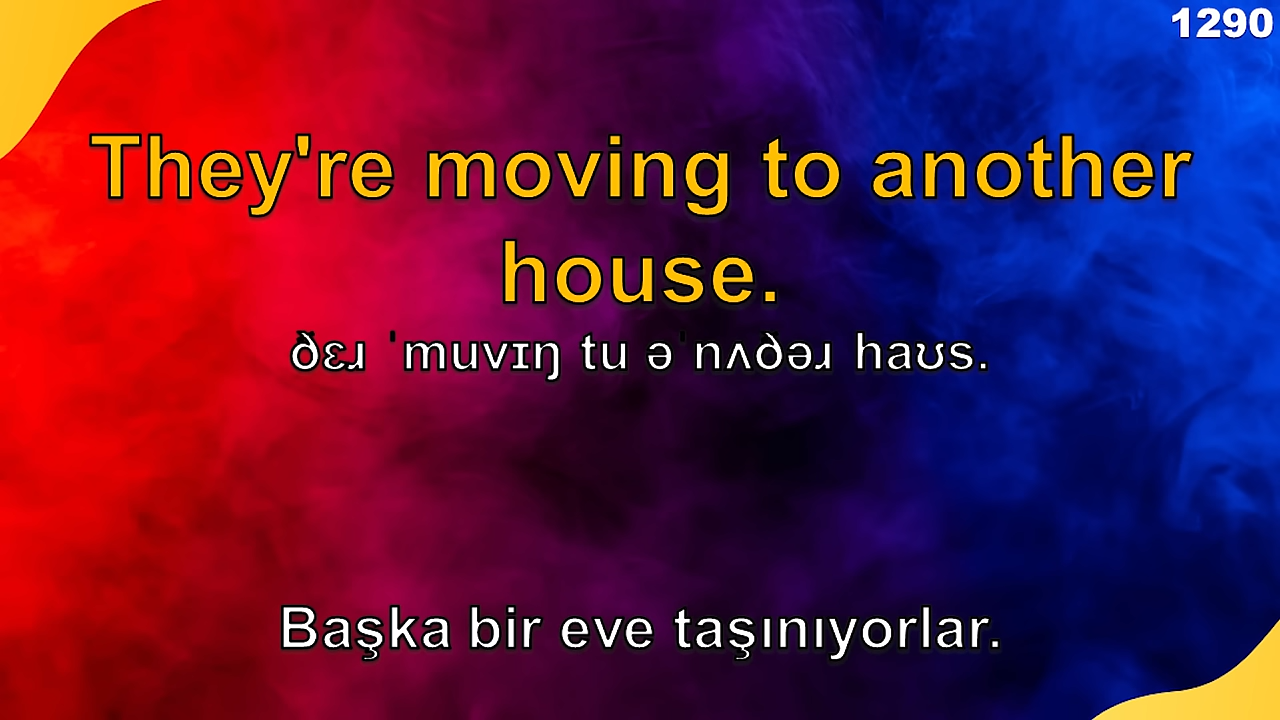 1290
They're moving to another
house.
ðɛɹ ˈmuvɪŋ tu əˈnʌðəɹ haʊs.
Başka bir eve taşınıyorlar.